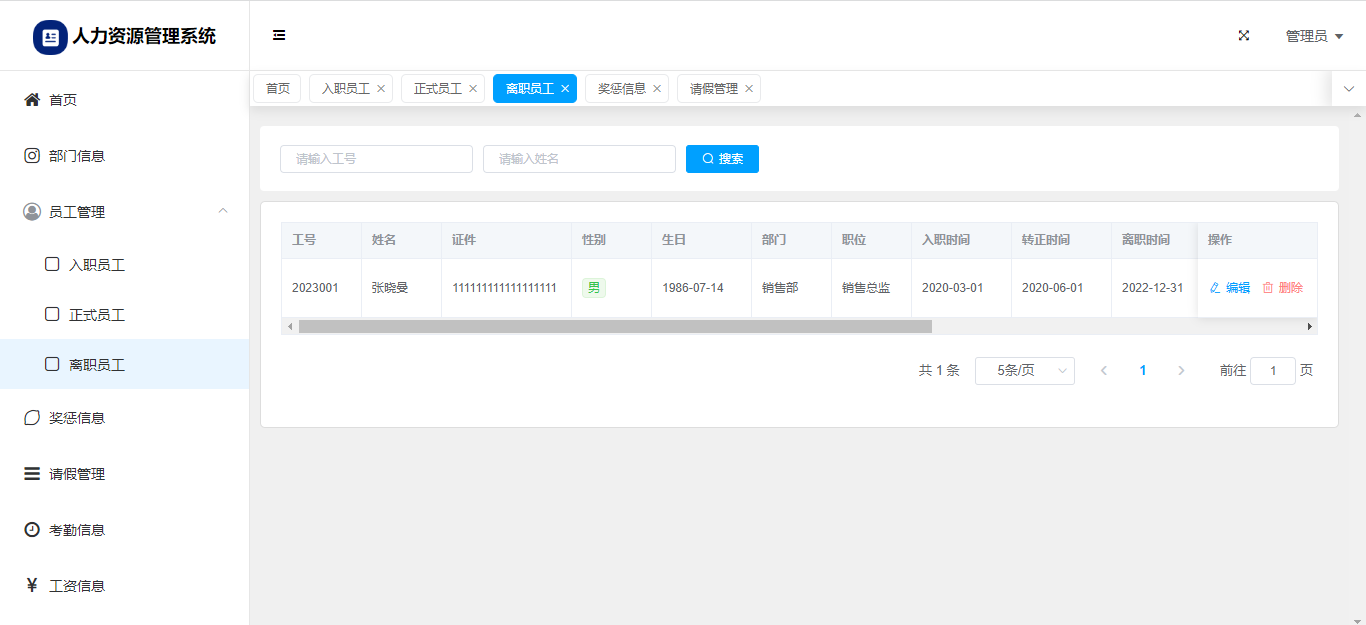 人力资源管理系统
管理员
首页
部门信息
员工管理
入职员工
正式员工
离职员工
奖惩信息
请假管理
考勤信息
¥ 工资信息
首页 入职员工 × 正式员工 × 离职员工 × 奖惩信息 × 请假管理 ×
请输入工号 请输入姓名 搜索
工号 姓名 证件 性别 生日 部门 职位 入职时间 转正时间 离职时间 操作
2023001 张晓曼 111111111111111111 男 1986-07-14 销售部 销售总监 2020-03-01 2020-06-01 2022-12-31 编辑 删除
共 1 条 5条/页 1 前往 1 页